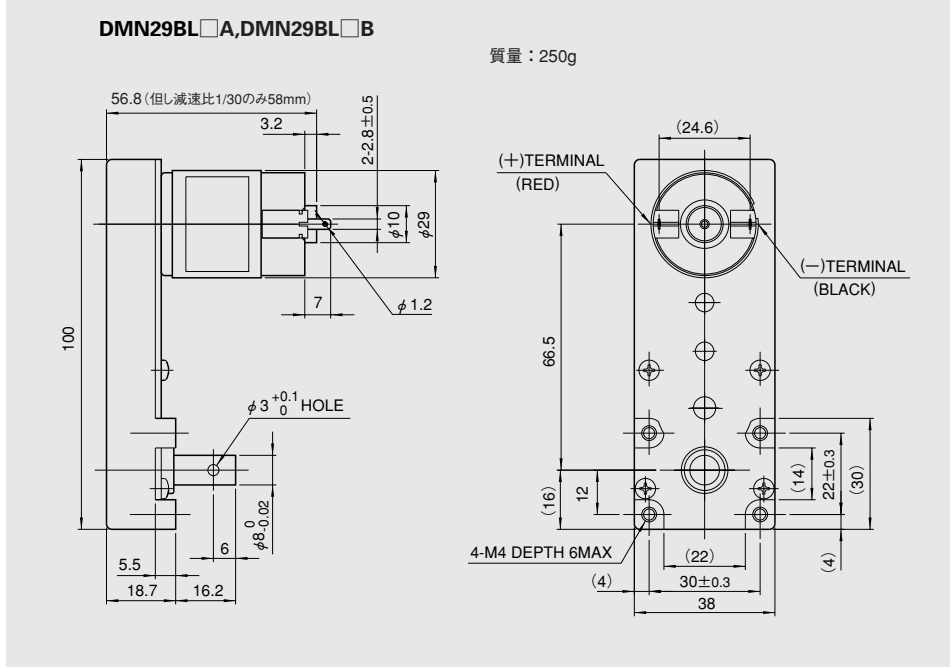 DMN29BL□A,DMN29BL□B
質量：250g
56.8（但し減速比1/30のみ58mm）
3.2
2-2.8±0.5
φ10
φ29
7
φ1.2
100
φ3 +0.1 0 HOLE
φ8 0 -0.02
6
5.5
18.7
16.2
(24.6)
(＋)TERMINAL
(RED)
(－)TERMINAL
(BLACK)
66.5
(16)
12
(14)
22±0.3
(30)
4-M4 DEPTH 6MAX
(22)
(4)
(4)
30±0.3
38